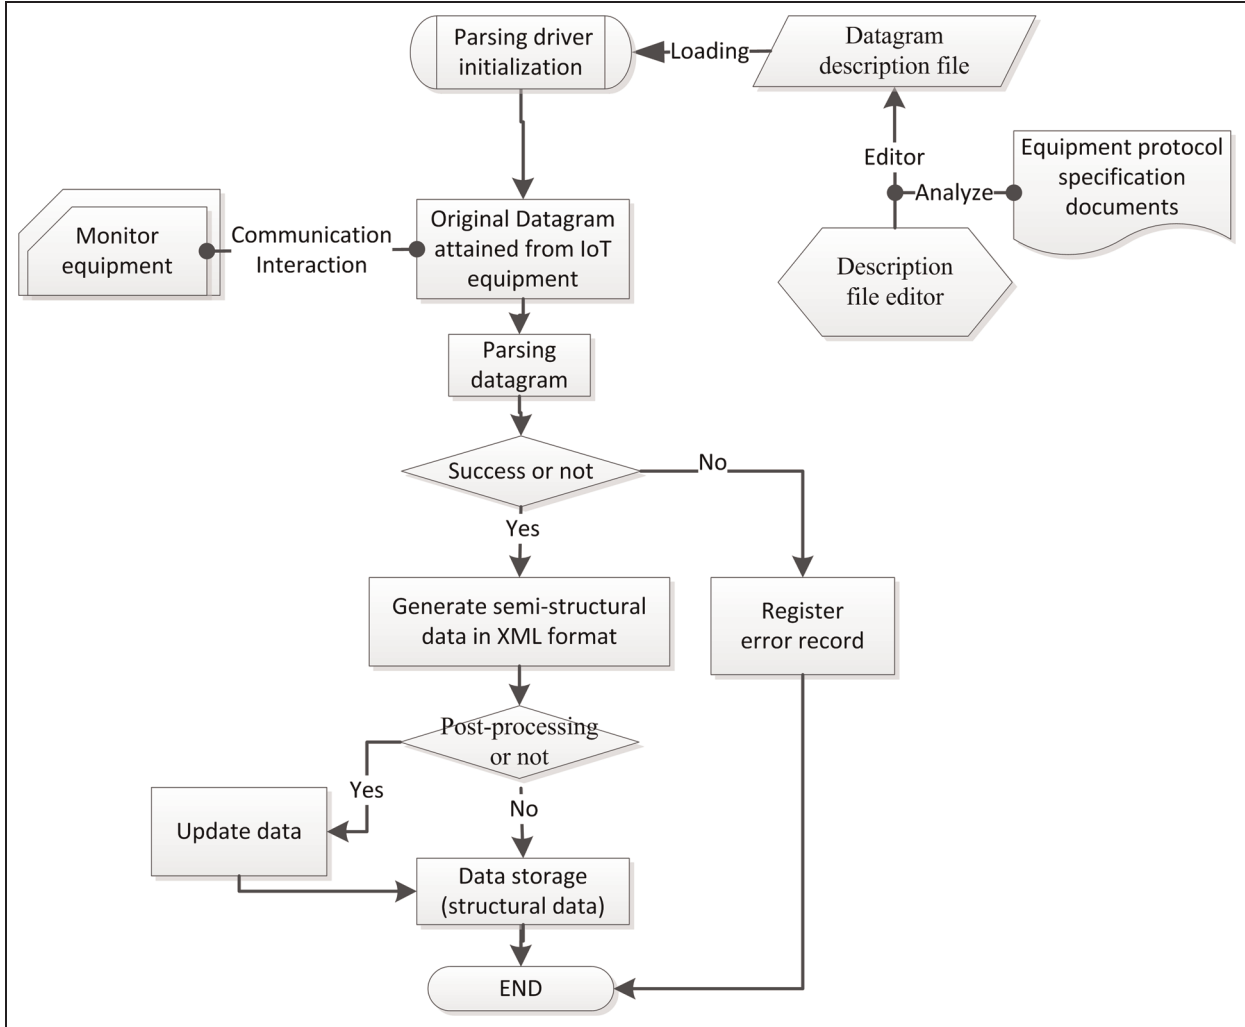 Parsing driver
initialization
Loading
Datagram
description file
Editor
Analyze
Equipment protocol
specification
documents
Description
file editor
Monitor
equipment
Communication
Interaction
Original Datagram
attained from IoT
equipment
Parsing
datagram
Success or not
No
Yes
Generate semi-structural
data in XML format
Register
error record
Post-processing
or not
Yes
No
Update data
Data storage
(structural data)
END